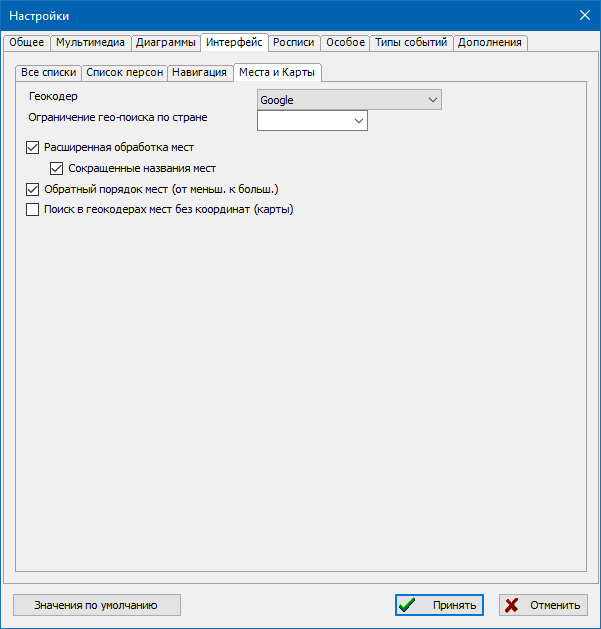 Настройки
Общее Мультимедиа Диаграммы Интерфейс Росписи Особое Типы событий Дополнения
Все списки Список персон Навигация Места и Карты
Геокодер Google
Ограничение гео-поиска по стране
Расширенная обработка мест
Сокращенные названия мест
Обратный порядок мест (от меньш. к больш.)
Поиск в геокодерах мест без координат (карты)
Значения по умолчанию Принять Отменить